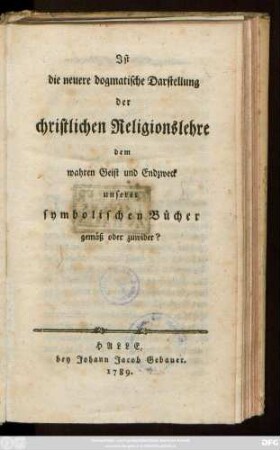 Ist
die neuere dogmatische Darstellung
der
christlichen Religionslehre
dem
wahren Geist und Endzweck
unserer
symbolischen Bücher
gemäß oder zuwider?
HALLE,
bey Johann Jacob Gebauer.
1789.